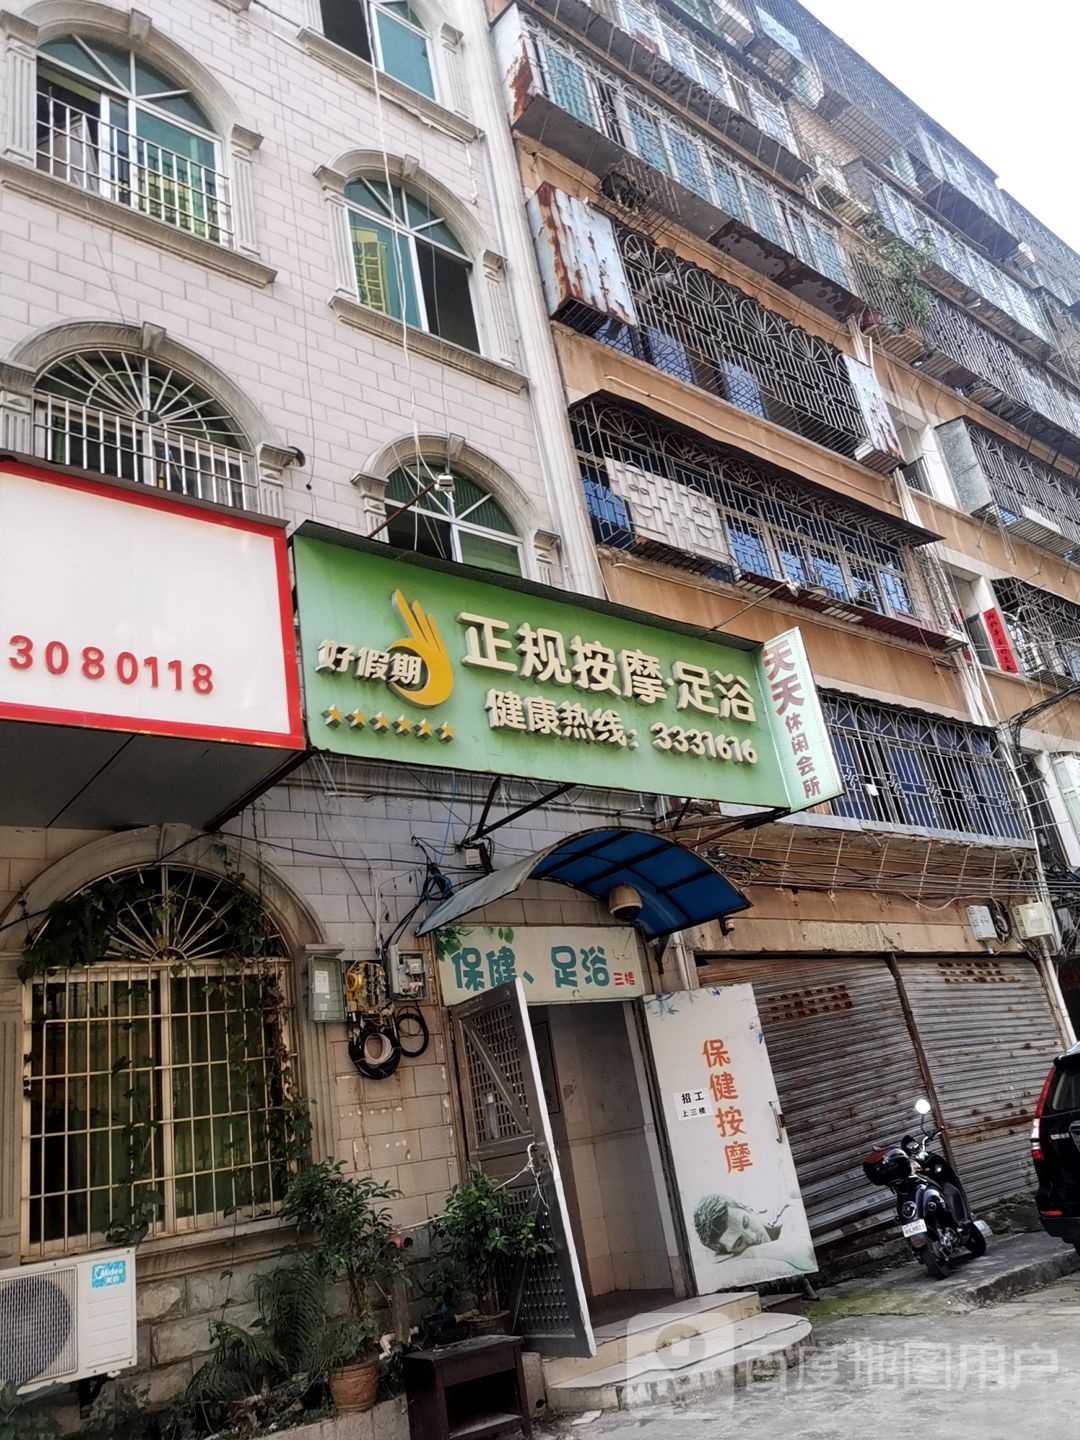 3080118
好假期
正规按摩·足浴
健康热线：3331616
天天休闲会所
保健、足浴三楼
招工
上三楼
保健按摩
Midea
百度地图用户